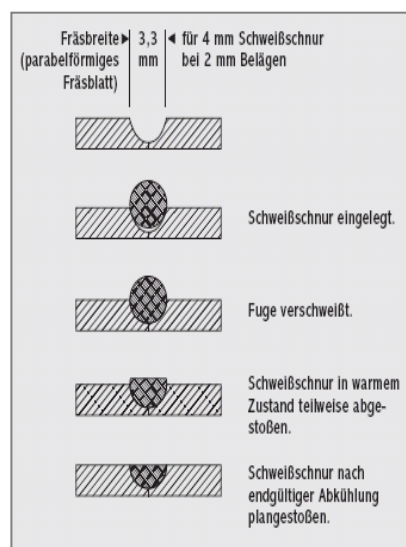 Fräsbreite 3,3 für 4 mm Schweißschnur
(parabelförmiges mm bei 2 mm Belägen
Fräsblatt)
Schweißschnur eingelegt.
Fuge verschweißt.
Schweißschnur in warmem
Zustand teilweise abge-
stoßen.
Schweißschnur nach
endgültiger Abkühlung
plangestoßen.